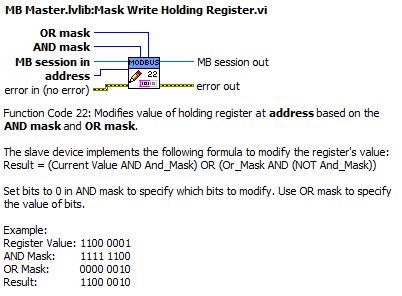 MB Master.lvlib:Mask Write Holding Register.vi
OR mask
AND mask
MB session in
address
error in (no error)
MODBUS
22
MB session out
error out
Function Code 22: Modifies value of holding register at address based on the
AND mask and OR mask.
The slave device implements the following formula to modify the register's value:
Result = (Current Value AND And_Mask) OR (Or_Mask AND (NOT And_Mask))
Set bits to 0 in AND mask to specify which bits to modify. Use OR mask to specify
the value of bits.
Example:
Register Value: 1100 0001
AND Mask: 1111 1100
OR Mask: 0000 0010
Result: 1100 0010